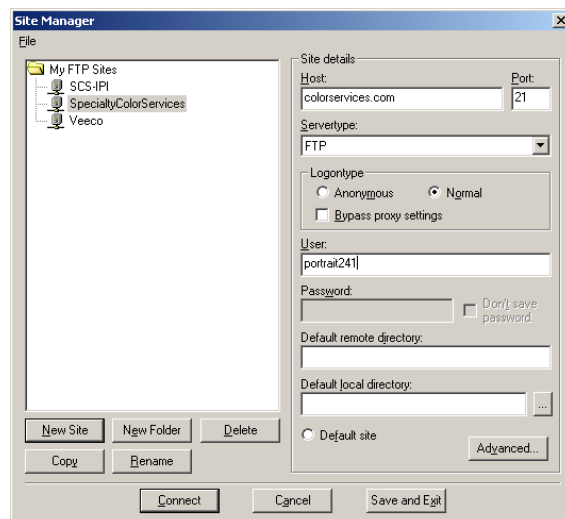 Site Manager
File
My FTP Sites
SCS-IPI
SpecialtyColorServices
Veeco
New Site
New Folder
Delete
Copy
Rename
Site details
Host:
Port:
colorservices.com
21
Servertype:
FTP
Logontype
Anonymous
Normal
Bypass proxy settings
User:
portrait241
Password:
Don't save
password.
Default remote directory:
Default local directory:
...
Default site
Advanced...
Connect
Cancel
Save and Exit